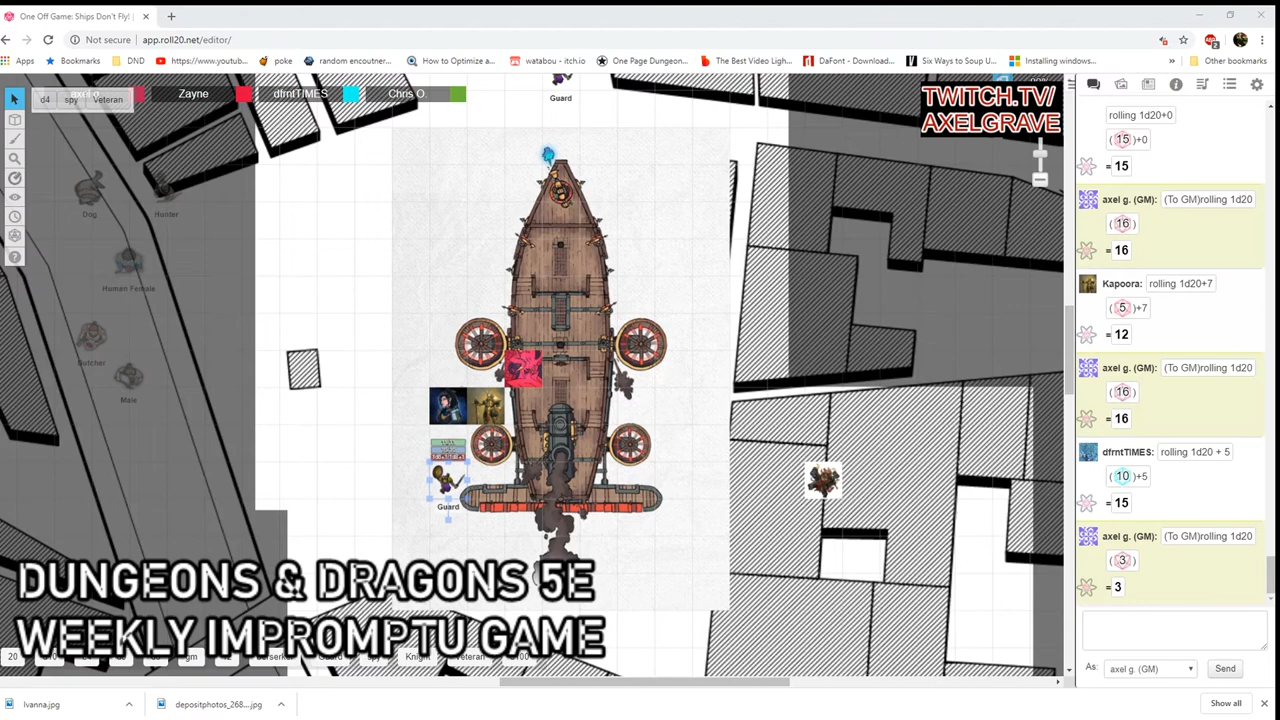 One Off Game: Ships Don't Fly! |
Not secure | app.roll20.net/editor/
Apps Bookmarks DND https://www.youtub... poke random encoutner... How to Optimize a... watabou - itch.io One Page Dungeon... The Best Video Ligh... DaFont - Download... Six Ways to Soup U... Installing windows... » Other bookmarks
d4 spy Veteran Zayne dfrntTIMES Chris O.
Guard
TWITCH.TV/
AXELGRAVE
Dog
Hunter
Human Female
Butcher
Male
Guard
DUNGEONS & DRAGONS 5E
WEEKLY IMPROMPTU GAME
rolling 1d20+0
(15)+0
= 15
axel g. (GM): (To GM)rolling 1d20
(16)
= 16
Kapoora: rolling 1d20+7
(5)+7
= 12
axel g. (GM): (To GM)rolling 1d20
(16)
= 16
dfrntTIMES: rolling 1d20 + 5
(10)+5
= 15
axel g. (GM): (To GM)rolling 1d20
(3)
= 3
As: axel g. (GM) Send
Ivanna.jpg
depositphotos_268....jpg
Show all